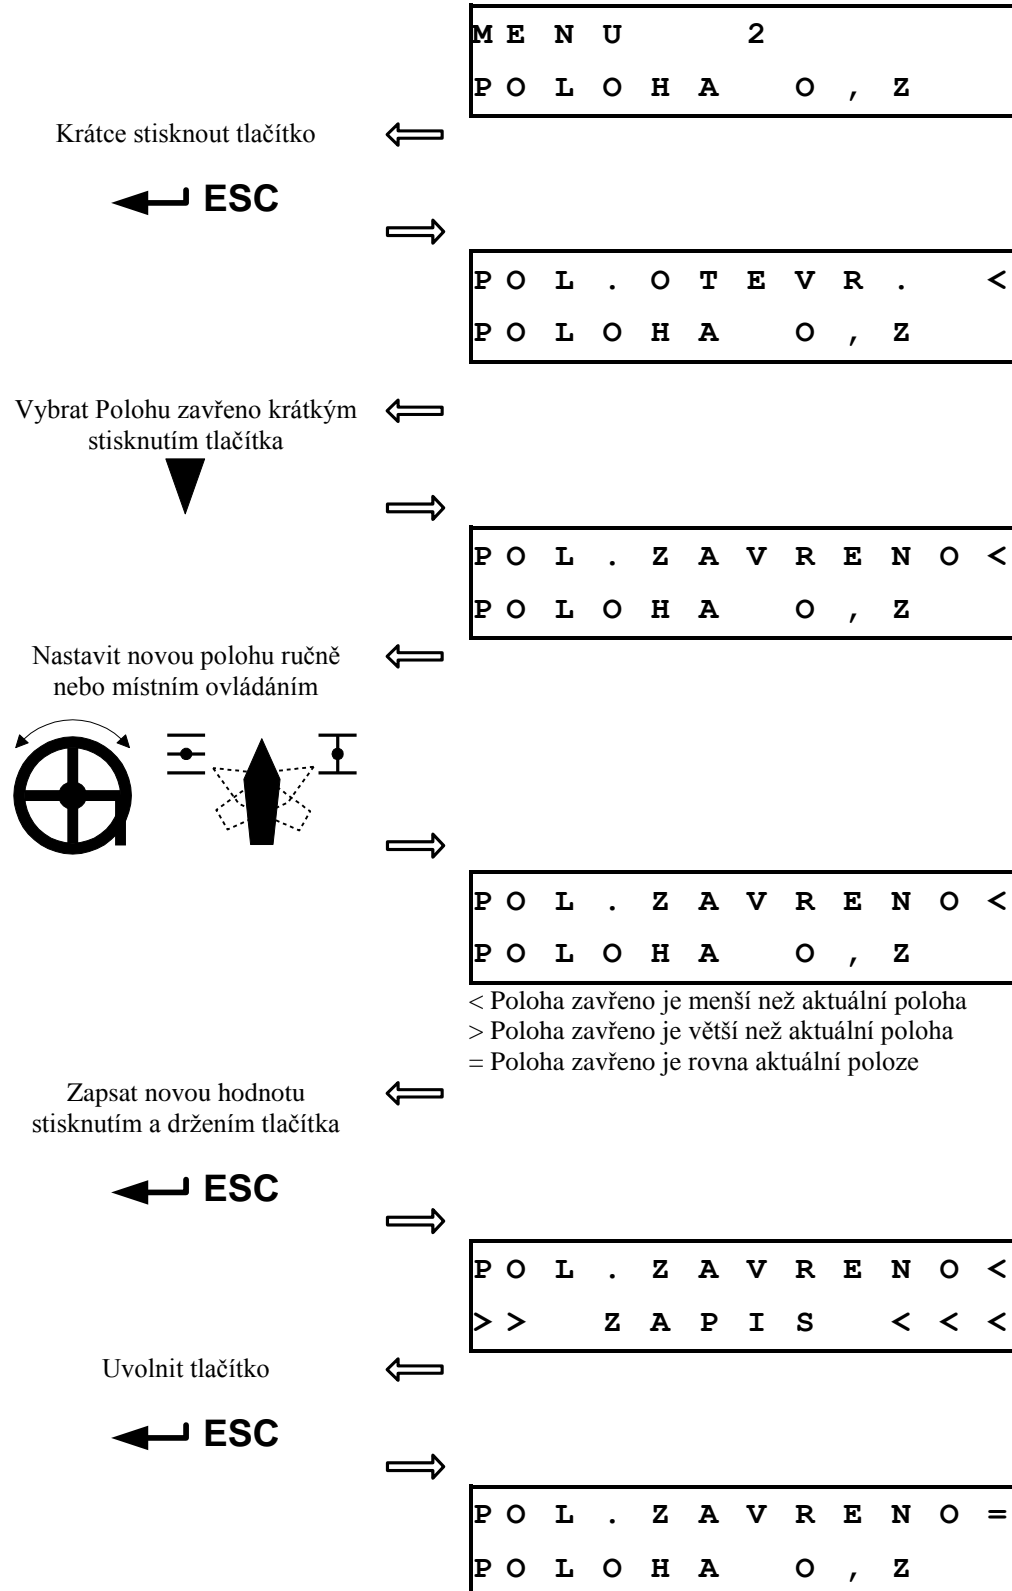 MENU 2
POLOHA O,Z
Krátce stisknout tlačítko
ESC
POL.OTEVR. <
POLOHA O,Z
Vybrat Polohu zavřeno krátkým
stisknutím tlačítka
POL.ZAVRENO<
POLOHA O,Z
Nastavit novou polohu ručně
nebo místním ovládáním
POL.ZAVRENO<
POLOHA O,Z
< Poloha zavřeno je menší než aktuální poloha
> Poloha zavřeno je větší než aktuální poloha
= Poloha zavřeno je rovna aktuální poloze
Zapsat novou hodnotu
stisknutím a držením tlačítka
ESC
POL.ZAVRENO<
>> ZAPIS <<<
Uvolnit tlačítko
ESC
POL.ZAVRENO=
POLOHA O,Z